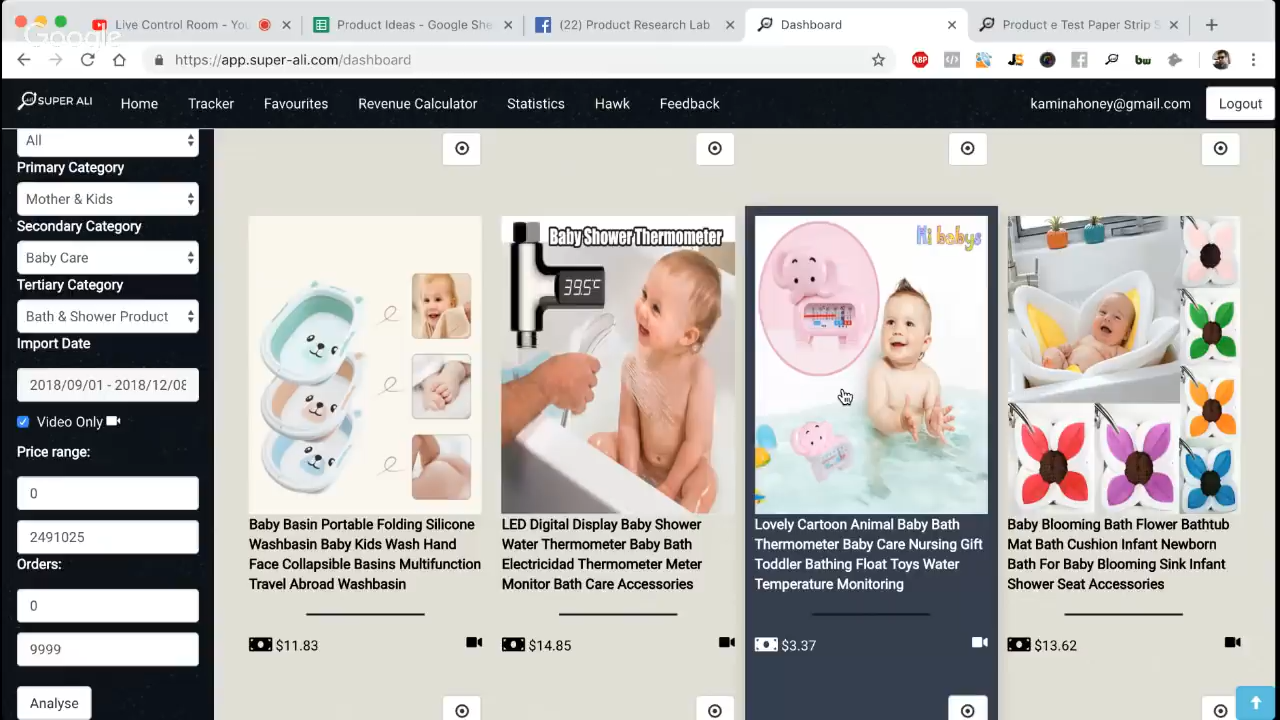 Live Control Room - You
Product Ideas - Google She
(22) Product Research Lab
Dashboard
Product e Test Paper Strip S
Google
https://app.super-ali.com/dashboard
ABP
JS
bw
SUPER ALI
Home
Tracker
Favourites
Revenue Calculator
Statistics
Hawk
Feedback
kaminahoney@gmail.com
Logout
All
Primary Category
Mother & Kids
Secondary Category
Baby Care
Tertiary Category
Bath & Shower Product
Import Date
2018/09/01 - 2018/12/08
Video Only
Price range:
0
2491025
Orders:
0
9999
Analyse
Baby Basin Portable Folding Silicone
Washbasin Baby Kids Wash Hand
Face Collapsible Basins Multifunction
Travel Abroad Washbasin
$11.83
Baby Shower Thermometer
39.5°C
LED Digital Display Baby Shower
Water Thermometer Baby Bath
Electricidad Thermometer Meter
Monitor Bath Care Accessories
$14.85
Hi babys
Lovely Cartoon Animal Baby Bath
Thermometer Baby Care Nursing Gift
Toddler Bathing Float Toys Water
Temperature Monitoring
$3.37
Baby Blooming Bath Flower Bathtub
Mat Bath Cushion Infant Newborn
Bath For Baby Blooming Sink Infant
Shower Seat Accessories
$13.62